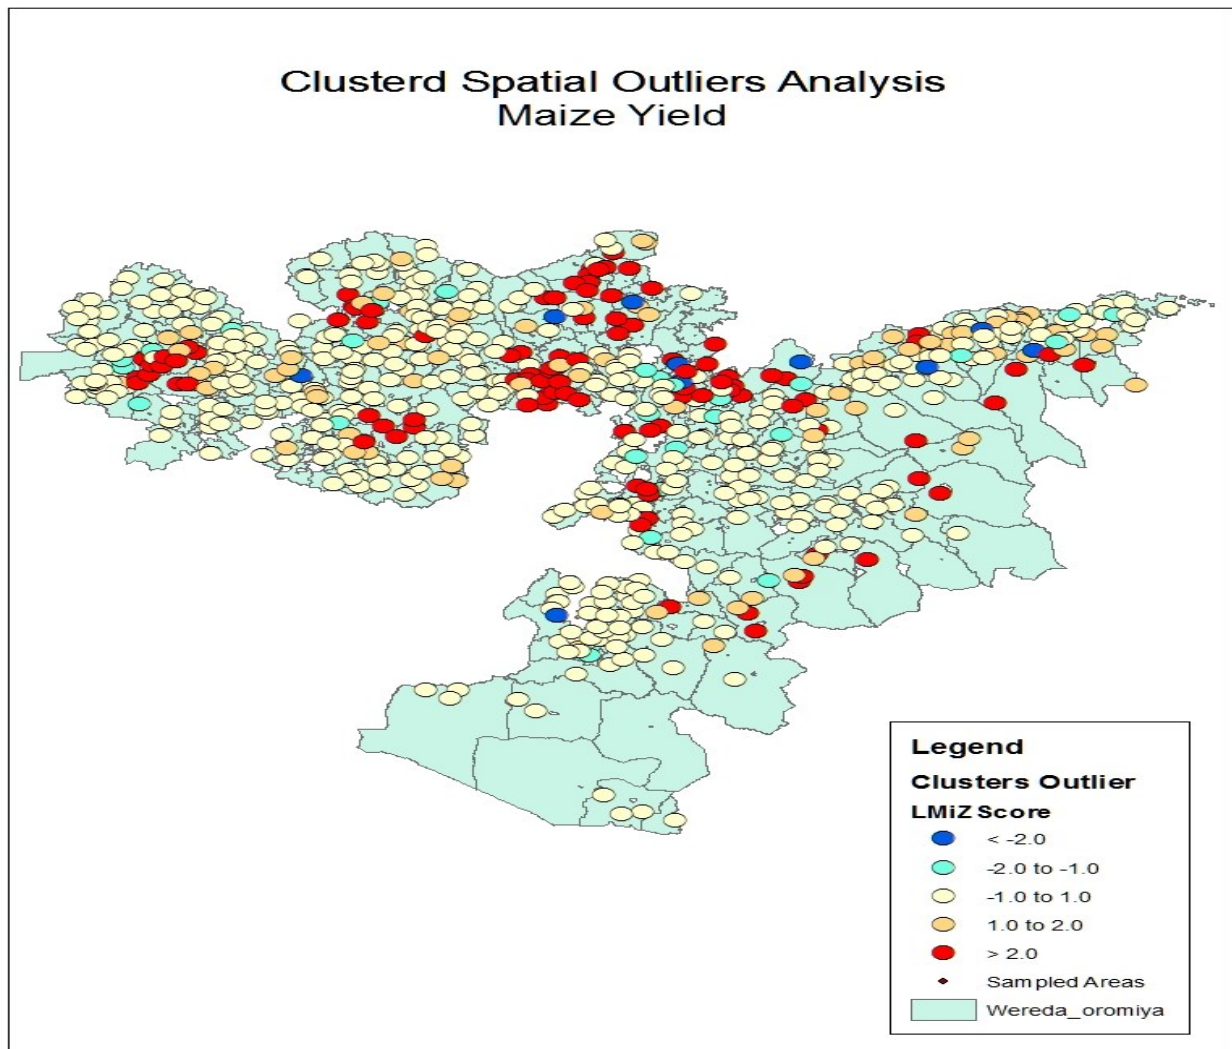 Clusterd Spatial Outliers Analysis
Maize Yield
Legend
Clusters Outlier
LMiZ Score
< -2.0
-2.0 to -1.0
-1.0 to 1.0
1.0 to 2.0
> 2.0
Sampled Areas
Wereda_oromiya